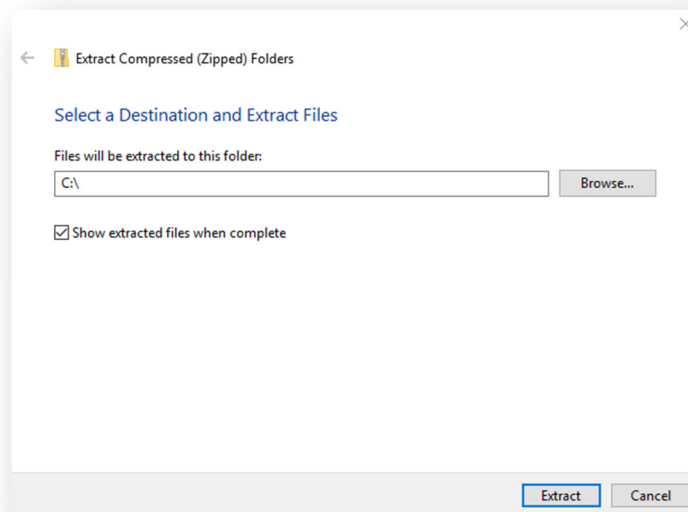 Extract Compressed (Zipped) Folders
Select a Destination and Extract Files
Files will be extracted to this folder:
C:\ Browse...
Show extracted files when complete
Extract Cancel